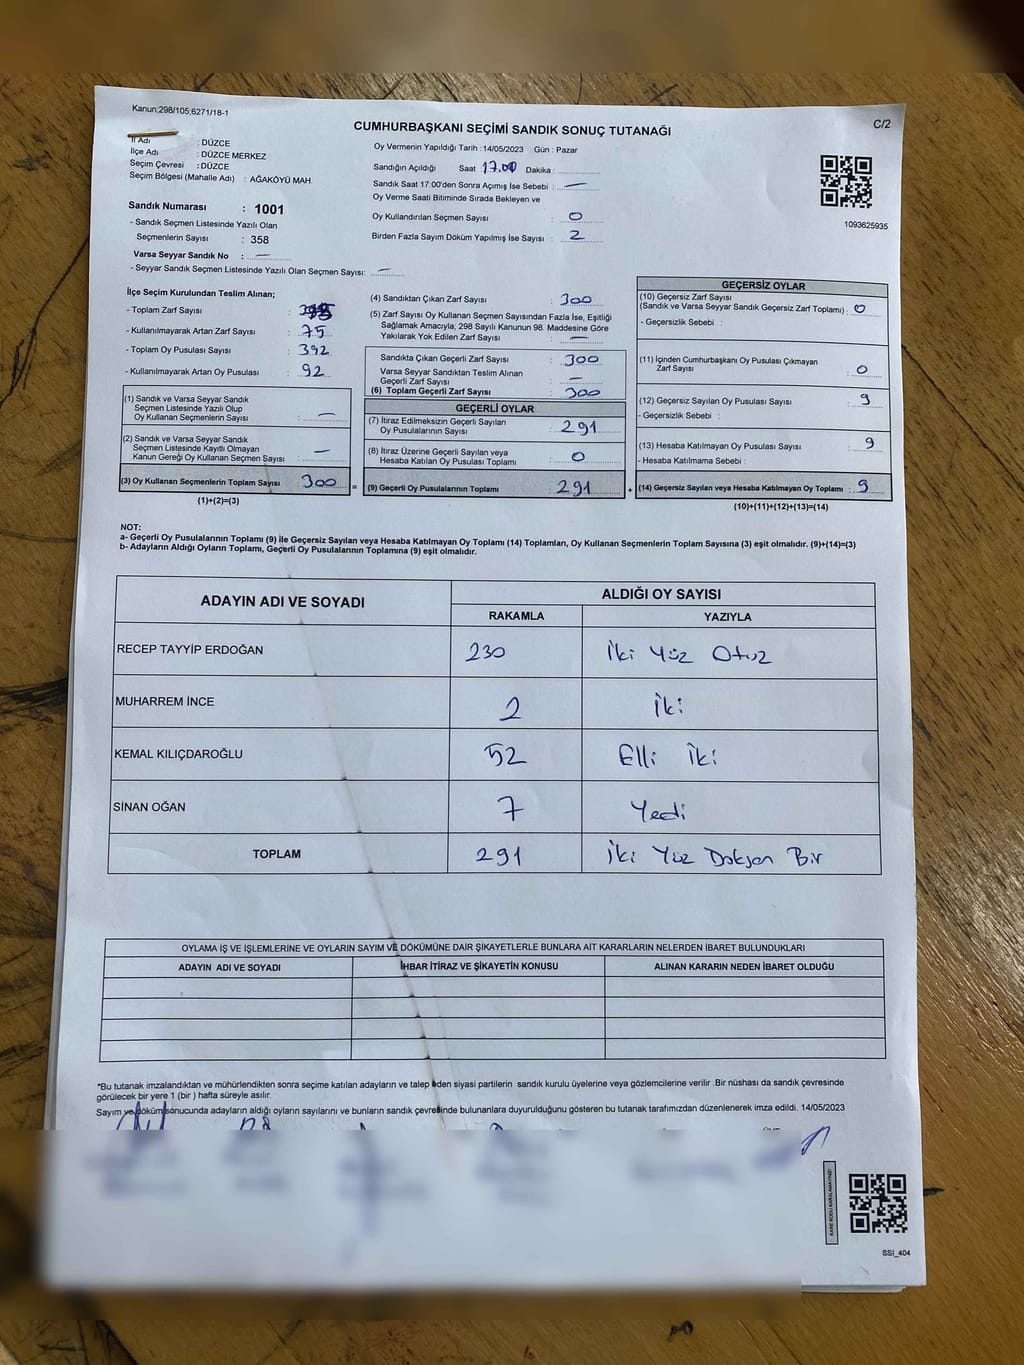 Kanun:298/105;6271/18-1
C/2
CUMHURBAŞKANI SEÇİMİ SANDIK SONUÇ TUTANAĞI
İl Adı : DÜZCE
İlçe Adı : DÜZCE MERKEZ
Seçim Çevresi : DÜZCE
Seçim Bölgesi (Mahalle Adı) : AĞAKÖYÜ MAH
Sandık Numarası : 1001
- Sandık Seçmen Listesinde Yazılı Olan
Seçmenlerin Sayısı : 358
Varsa Seyyar Sandık No : —
- Seyyar Sandık Seçmen Listesinde Yazılı Olan Seçmen Sayısı: —
Oy Vermenin Yapıldığı Tarih :14/05/2023 Gün : Pazar
Sandığın Açıldığı Saat :17.00 Dakika :
Sandık Saat 17:00'den Sonra Açımış İse Sebebi : —
Oy Verme Saati Bitiminde Sırada Bekleyen ve
Oy Kullandırılan Seçmen Sayısı : 0
Birden Fazla Sayım Döküm Yapılmış İse Sayısı : 2
1093625935
İlçe Seçim Kurulundan Teslim Alınan;
- Toplam Zarf Sayısı :
- Kullanılmayarak Artan Zarf Sayısı : 75
- Toplam Oy Pusulası Sayısı : 392
- Kullanılmayarak Artan Oy Pusulası : 92
(1) Sandık ve Varsa Seyyar Sandık
Seçmen Listesinde Yazılı Olup
Oy Kullanan Seçmenlerin Sayısı : —
(2) Sandık ve Varsa Seyyar Sandık
Seçmen Listesinde Kayıtlı Olmayan
Kanun Gereği Oy Kullanan Seçmen Sayısı : —
(3) Oy Kullanan Seçmenlerin Toplam Sayısı : 300 =
(1)+(2)=(3)
(4) Sandıktan Çıkan Zarf Sayısı : 300
(5) Zarf Sayısı Oy Kullanan Seçmen Sayısından Fazla İse, Eşitliği
Sağlamak Amacıyla; 298 Sayılı Kanunun 98. Maddesine Göre
Yakılarak Yok Edilen Zarf Sayısı : —
Sandıkta Çıkan Geçerli Zarf Sayısı : 300
Varsa Seyyar Sandıktan Teslim Alınan
Geçerli Zarf Sayısı : —
(6) Toplam Geçerli Zarf Sayısı : 300
GEÇERLİ OYLAR
(7) İtiraz Edilmeksizin Geçerli Sayılan
Oy Pusulalarının Sayısı : 291
(8) İtiraz Üzerine Geçerli Sayılan veya
Hesaba Katılan Oy Pusulası Toplamı : 0
(9) Geçerli Oy Pusulalarının Toplamı : 291 +
GEÇERSİZ OYLAR
(10) Geçersiz Zarf Sayısı
(Sandık ve Varsa Seyyar Sandık Geçersiz Zarf Toplamı) : 0
- Geçersizlik Sebebi :
(11) İçinden Cumhurbaşkanı Oy Pusulası Çıkmayan
Zarf Sayısı : 0
(12) Geçersiz Sayılan Oy Pusulası Sayısı : 9
- Geçersizlik Sebebi :
(13) Hesaba Katılmayan Oy Pusulası Sayısı : 9
- Hesaba Katılmama Sebebi :
(14) Geçersiz Sayılan veya Hesaba Katılmayan Oy Toplamı : 9
(10)+(11)+(12)+(13)=(14)
NOT:
a- Geçerli Oy Pusulalarının Toplamı (9) İle Geçersiz Sayılan veya Hesaba Katılmayan Oy Toplamı (14) Toplamları, Oy Kullanan Seçmenlerin Toplam Sayısına (3) eşit olmalıdır. (9)+(14)=(3)
b- Adayların Aldığı Oyların Toplamı, Geçerli Oy Pusulalarının Toplamına (9) eşit olmalıdır.
ADAYIN ADI VE SOYADI ALDIĞI OY SAYISI
RAKAMLA YAZIYLA
RECEP TAYYİP ERDOĞAN 230 İki Yüz Otuz
MUHARREM İNCE 2 İki
KEMAL KILIÇDAROĞLU 52 Elli İki
SİNAN OĞAN 7 Yedi
TOPLAM 291 İki Yüz Doksan Bir
OYLAMA İŞ VE İŞLEMLERİNE VE OYLARIN SAYIM VE DÖKÜMÜNE DAİR ŞİKAYETLERLE BUNLARA AİT KARARLARIN NELERDEN İBARET BULUNDUKLARI
ADAYIN ADI VE SOYADI İHBAR İTİRAZ VE ŞİKAYETİN KONUSU ALINAN KARARIN NEDEN İBARET OLDUĞU
*Bu tutanak imzalandıktan ve mühürlendikten sonra seçime katılan adayların ve talep eden siyasi partilerin sandık kurulu üyelerine veya gözlemcilerine verilir .Bir nüshası da sandık çevresinde
görülecek bir yere 1 (bir ) hafta süreyle asılır.
Sayım ve döküm sonucunda adayların aldığı oyların sayılarını ve bunların sandık çevresinde bulunanlara duyurulduğunu gösteren bu tutanak tarafımızdan düzenlenerek imza edildi. 14/05/2023
KARE KODU KARALAMAYINIZ!
SSI_404